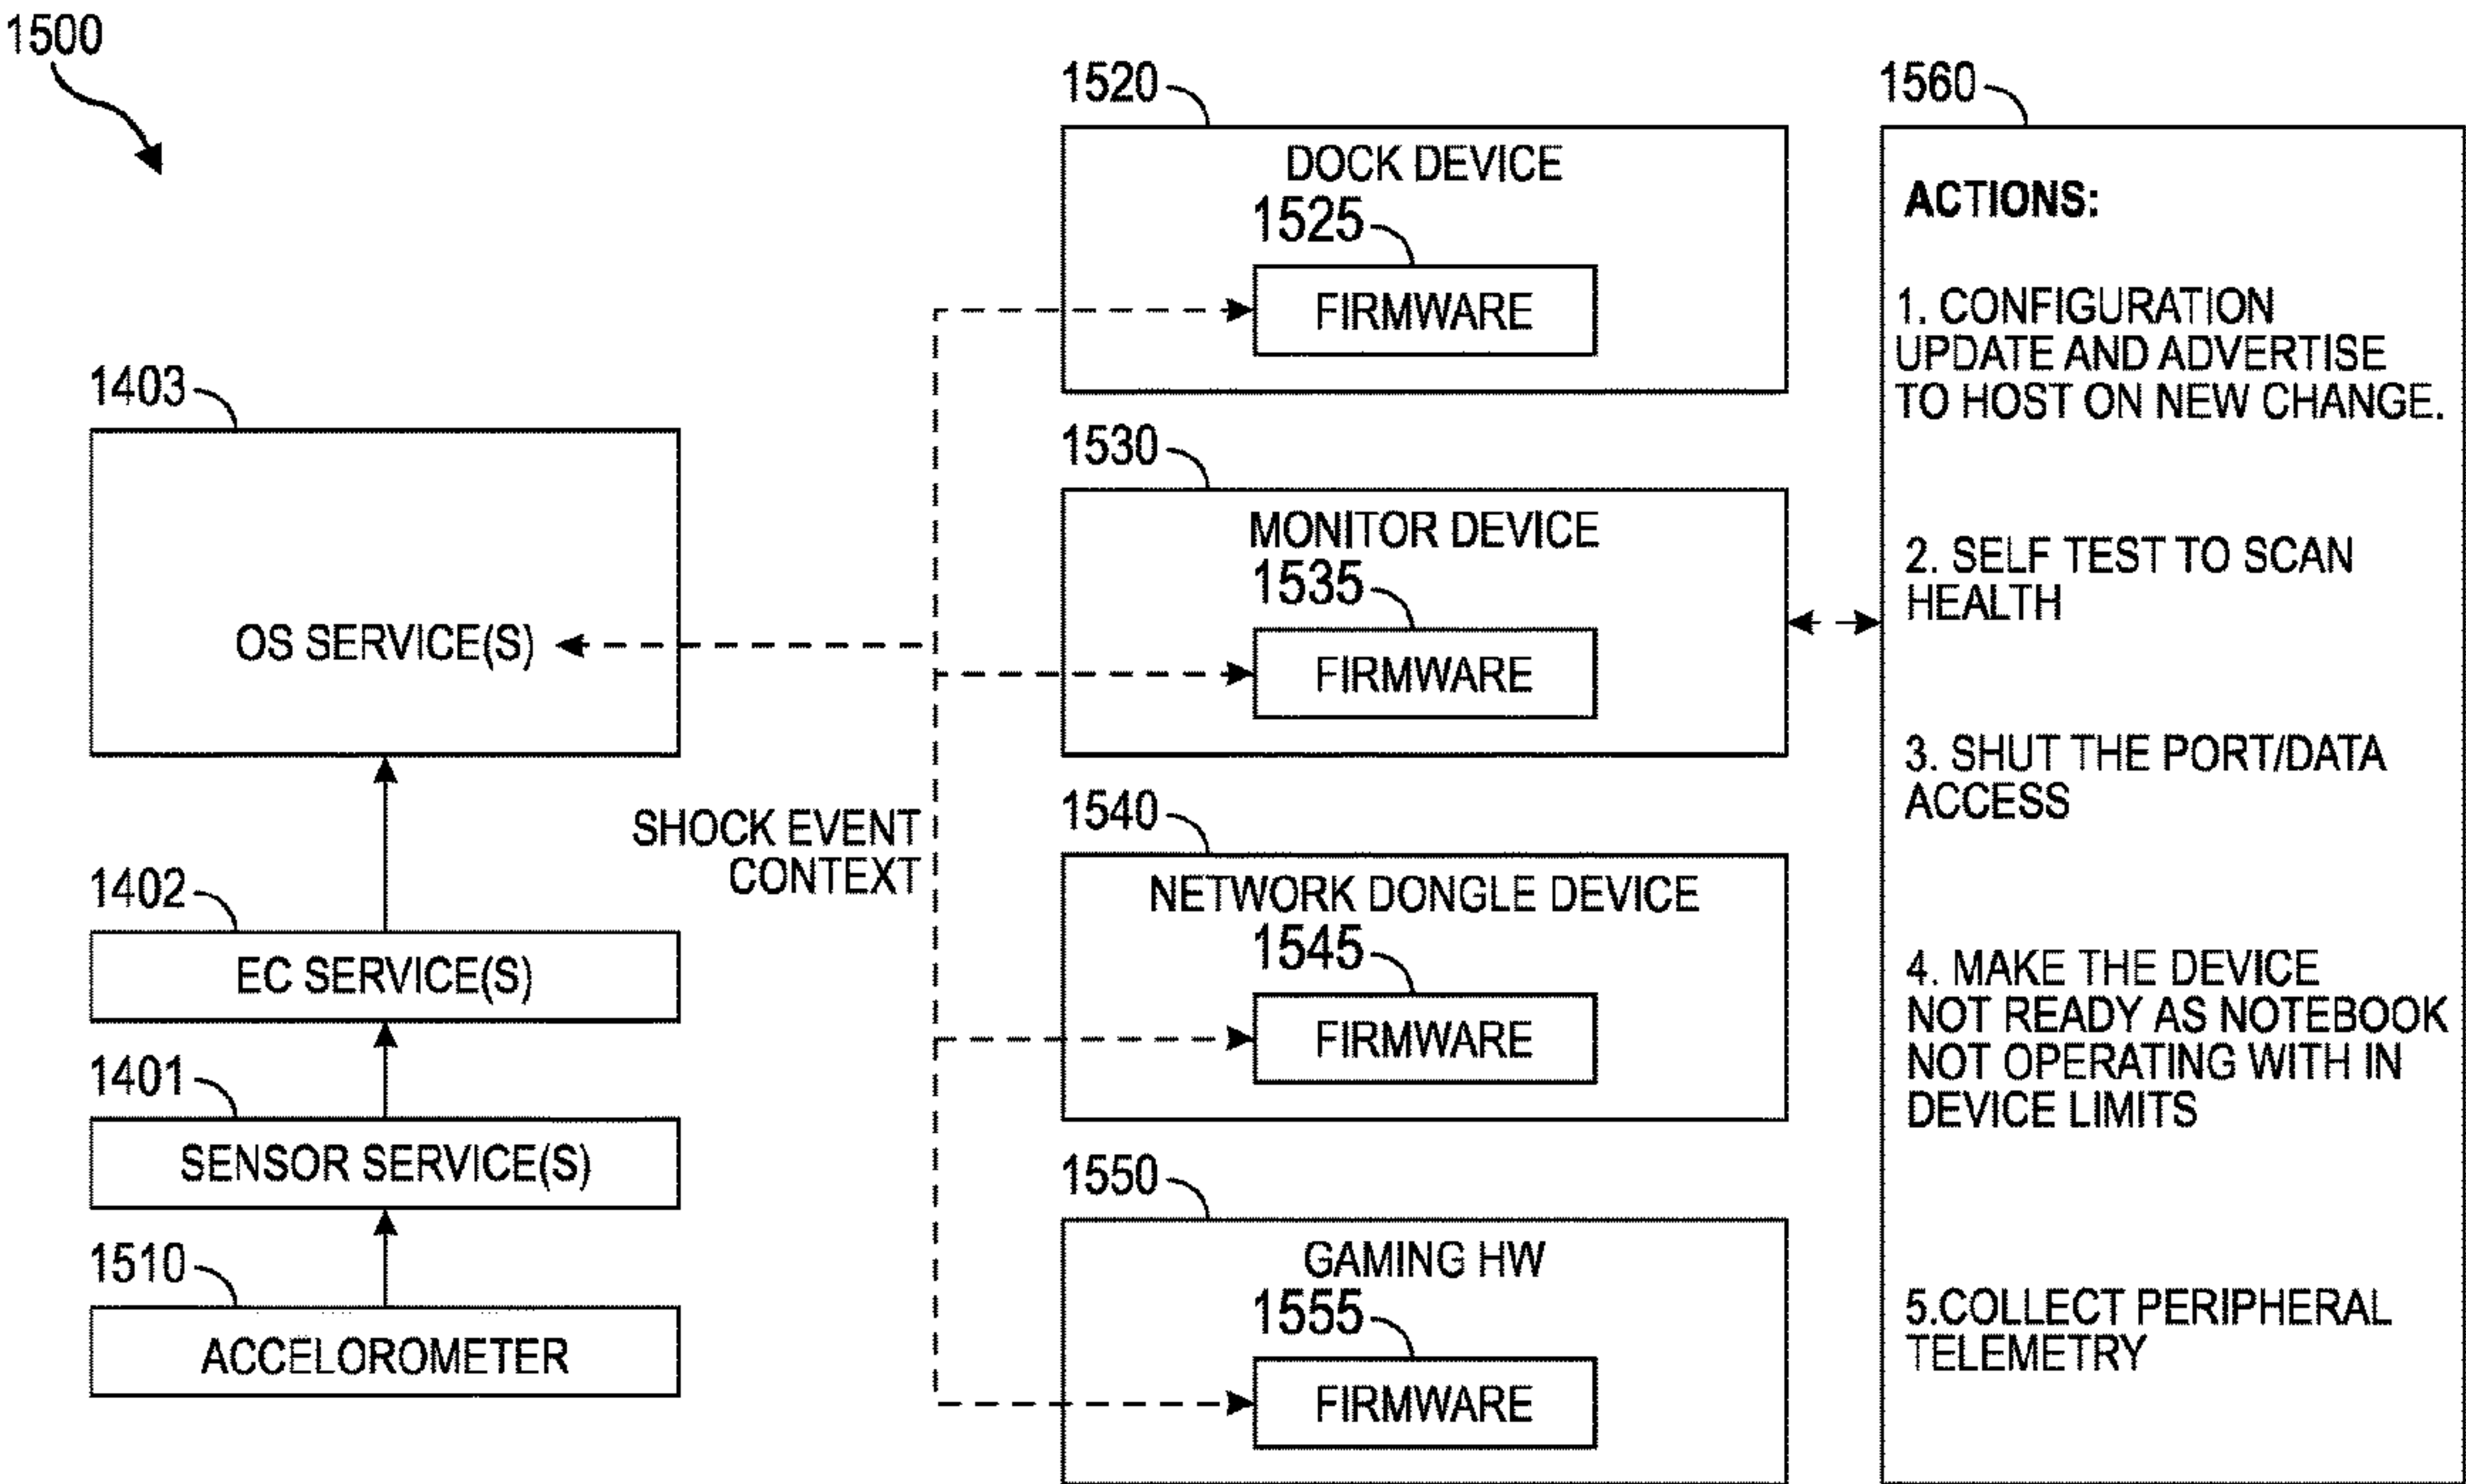 1500
1403
OS SERVICE(S)
SHOCK EVENT
CONTEXT
1402
EC SERVICE(S)
1401
SENSOR SERVICE(S)
1510
ACCELOROMETER
1520
DOCK DEVICE
1525
FIRMWARE
1530
MONITOR DEVICE
1535
FIRMWARE
1540
NETWORK DONGLE DEVICE
1545
FIRMWARE
1550
GAMING HW
1555
FIRMWARE
1560
ACTIONS:
1. CONFIGURATION
UPDATE AND ADVERTISE
TO HOST ON NEW CHANGE.
2. SELF TEST TO SCAN
HEALTH
3. SHUT THE PORT/DATA
ACCESS
4. MAKE THE DEVICE
NOT READY AS NOTEBOOK
NOT OPERATING WITH IN
DEVICE LIMITS
5.COLLECT PERIPHERAL
TELEMETRY